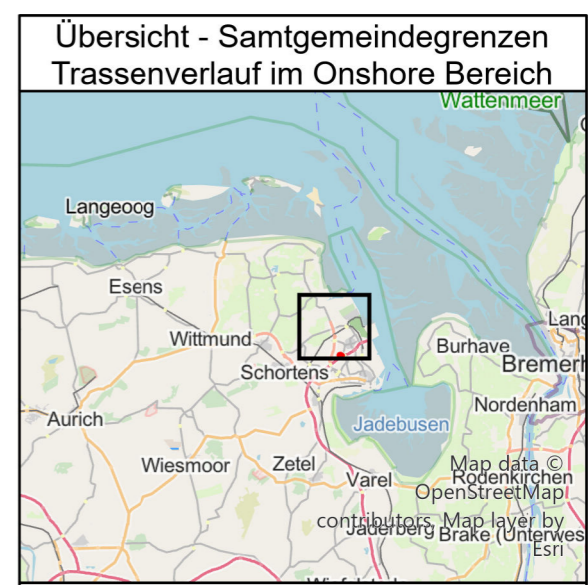 Übersicht - Samtgemeindegrenzen
Trassenverlauf im Onshore Bereich
Wattenmeer
Langeoog
Esens
Wittmund
Burhave
Schortens
Nordenham
Aurich
Jadebusen
Wiesmoor
Zetel
Varel
Rodenkirchen
Jaderberg
Brake (Unterwes
Map data ©
OpenStreetMap
contributors, Map layer by
Esri